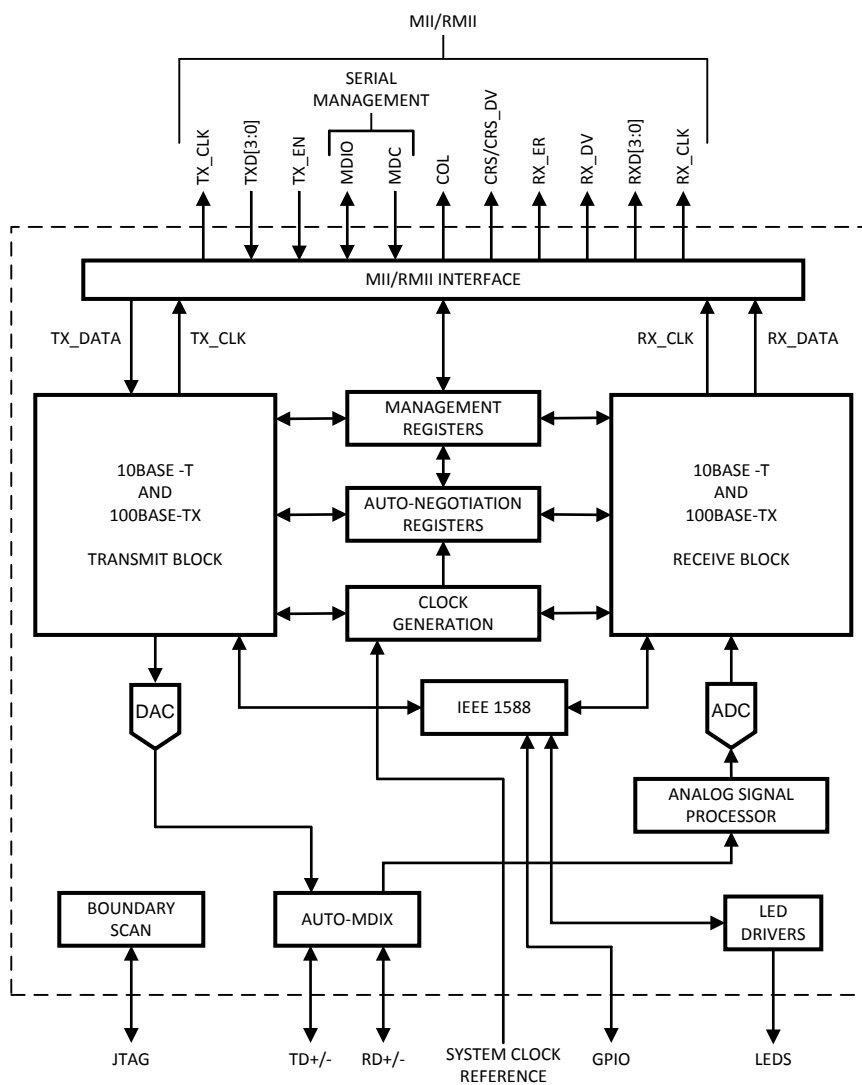 MII/RMII
SERIAL
MANAGEMENT
TX_CLK
TXD[3:0]
TX_EN
MDIO
MDC
COL
CRS/CRS_DV
RX_ER
RX_DV
RXD[3:0]
RX_CLK
MII/RMII INTERFACE
TX_DATA
TX_CLK
RX_CLK
RX_DATA
10BASE -T
AND
100BASE-TX
TRANSMIT BLOCK
MANAGEMENT
REGISTERS
AUTO-NEGOTIATION
REGISTERS
CLOCK
GENERATION
10BASE -T
AND
100BASE-TX
RECEIVE BLOCK
DAC
IEEE 1588
ADC
ANALOG SIGNAL
PROCESSOR
BOUNDARY
SCAN
AUTO-MDIX
LED
DRIVERS
JTAG
TD+/-
RD+/-
SYSTEM CLOCK
REFERENCE
GPIO
LEDS